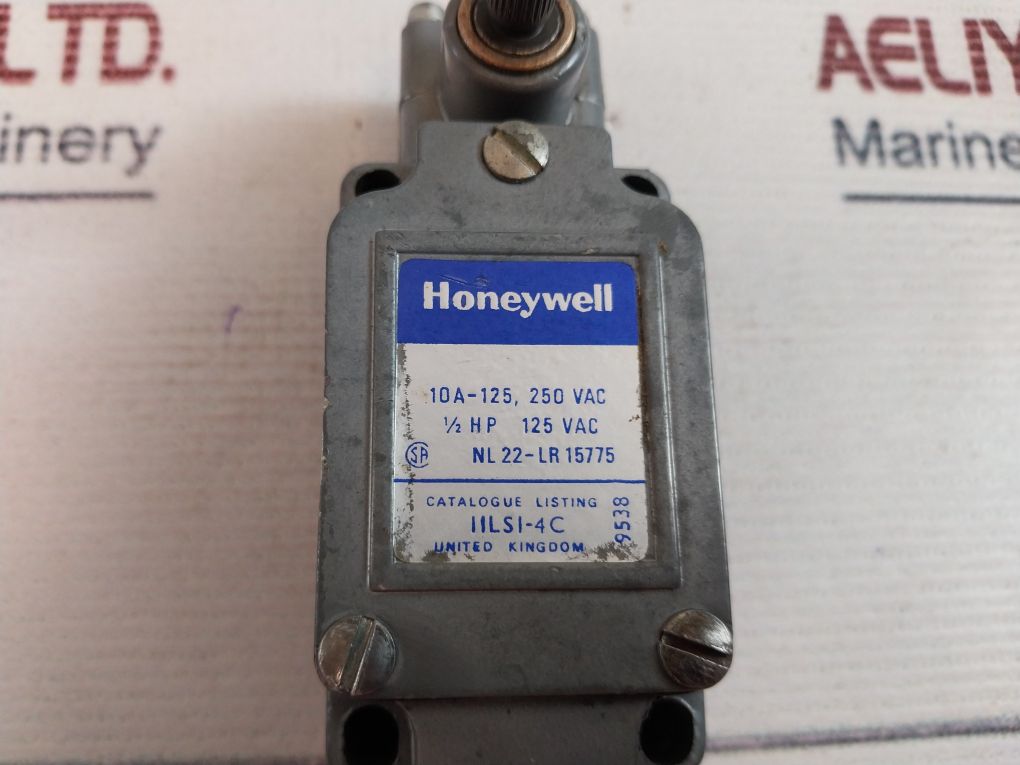 LTD.
inery
AELIY
Marine
Honeywell
10A-125, 250 VAC
½ HP 125 VAC
SA NL 22-LR 15775
CATALOGUE LISTING
11LS1-4C
UNITED KINGDOM
9538